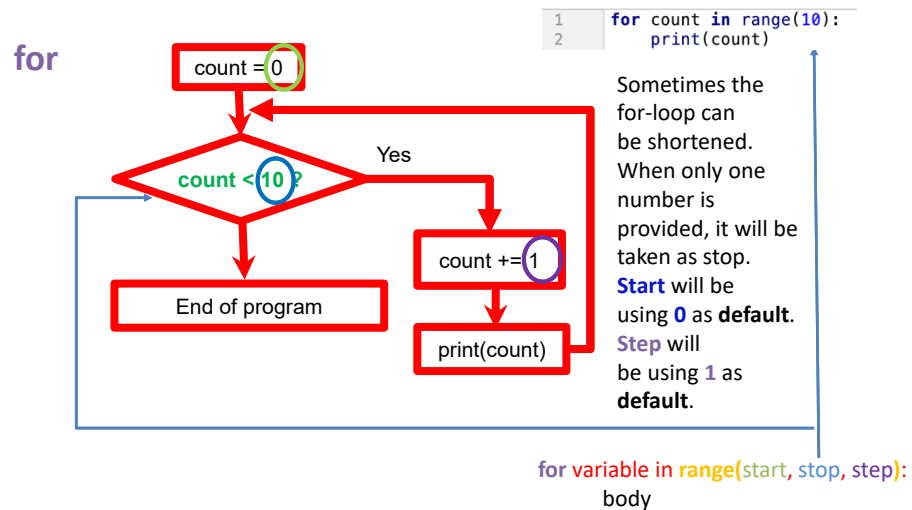 for
1 for count in range(10):
2 print(count)
count = 0
count < 10 ?
Yes
count += 1
print(count)
End of program
Sometimes the
for-loop can
be shortened.
When only one
number is
provided, it will be
taken as stop.
Start will be
using 0 as default.
Step will
be using 1 as
default.
for variable in range(start, stop, step):
body